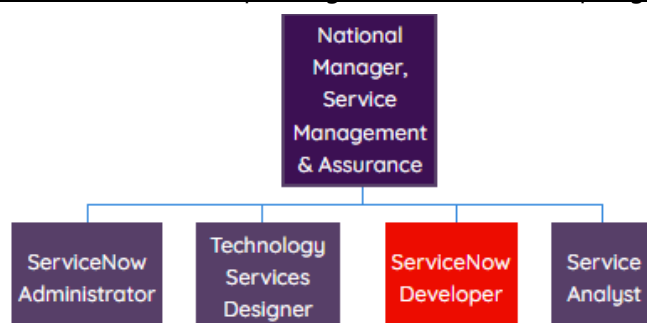 National
Manager,
Service
Management
& Assurance
ServiceNow
Administrator
Technology
Services
Designer
ServiceNow
Developer
Service
Analyst